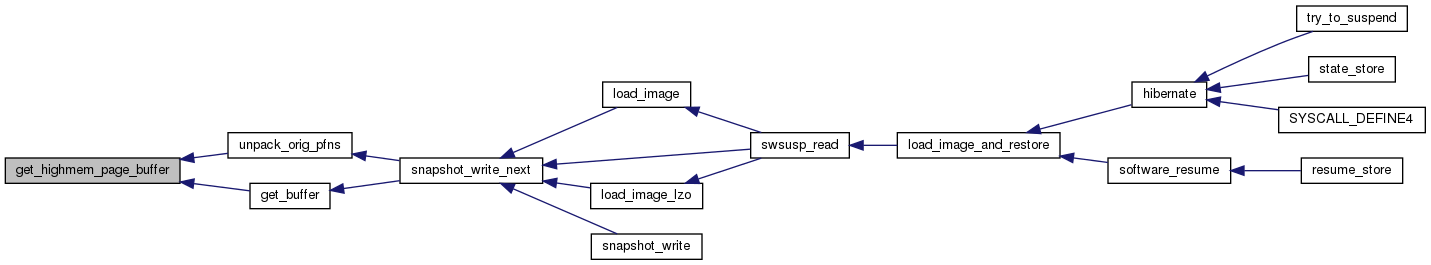 get_highmem_page_buffer
unpack_orig_pfns
get_buffer
snapshot_write_next
load_image
swsusp_read
load_image_lzo
snapshot_write
load_image_and_restore
hibernate
software_resume
try_to_suspend
state_store
SYSCALL_DEFINE4
resume_store